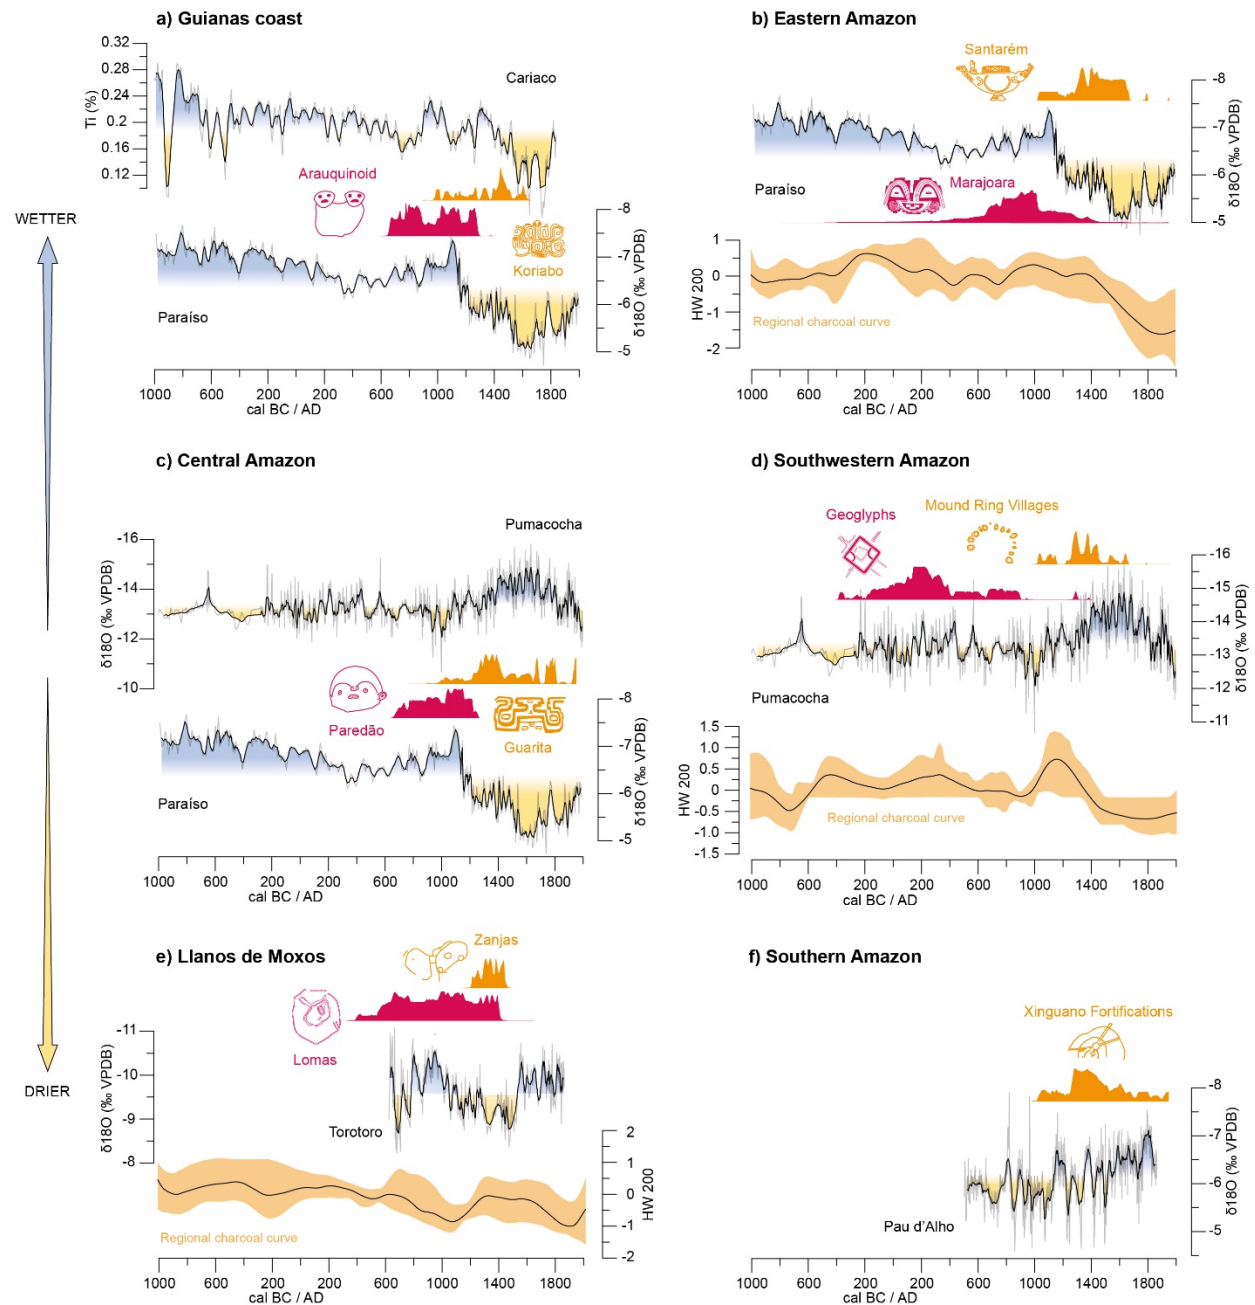 a) Guianas coast
0.32
0.28
0.24
0.2
0.16
0.12
Ti (%)
Cariaco
Arauquinoid
Koriabo
Paraíso
-8
-7
-6
-5
δ18O (‰ VPDB)
1000 600 200 200 600 1000 1400 1800
cal BC / AD
b) Eastern Amazon
Santarém
-8
-7
-6
-5
δ18O (‰ VPDB)
Paraíso
Marajoara
1
0
-1
-2
HW 200
Regional charcoal curve
1000 600 200 200 600 1000 1400 1800
cal BC / AD
WETTER
DRIER
c) Central Amazon
Pumacocha
-16
-14
-12
-10
δ18O (‰ VPDB)
Paredão
Guarita
Paraíso
-8
-7
-6
-5
δ18O (‰ VPDB)
1000 600 200 200 600 1000 1400 1800
cal BC / AD
d) Southwestern Amazon
Mound Ring Villages
Geoglyphs
-16
-15
-14
-13
-12
-11
δ18O (‰ VPDB)
Pumacocha
1.5
1.0
0.5
0.0
-0.5
-1.0
-1.5
HW 200
Regional charcoal curve
1000 600 200 200 600 1000 1400 1800
cal BC / AD
e) Llanos de Moxos
Zanjas
Lomas
-11
-10
-9
-8
δ18O (‰ VPDB)
Torotoro
2
1
0
-1
-2
HW 200
Regional charcoal curve
1000 600 200 200 600 1000 1400 1800
cal BC / AD
f) Southern Amazon
Xinguano Fortifications
-8
-7
-6
-5
δ18O (‰ VPDB)
Pau d'Alho
1000 600 200 200 600 1000 1400 1800
cal BC / AD